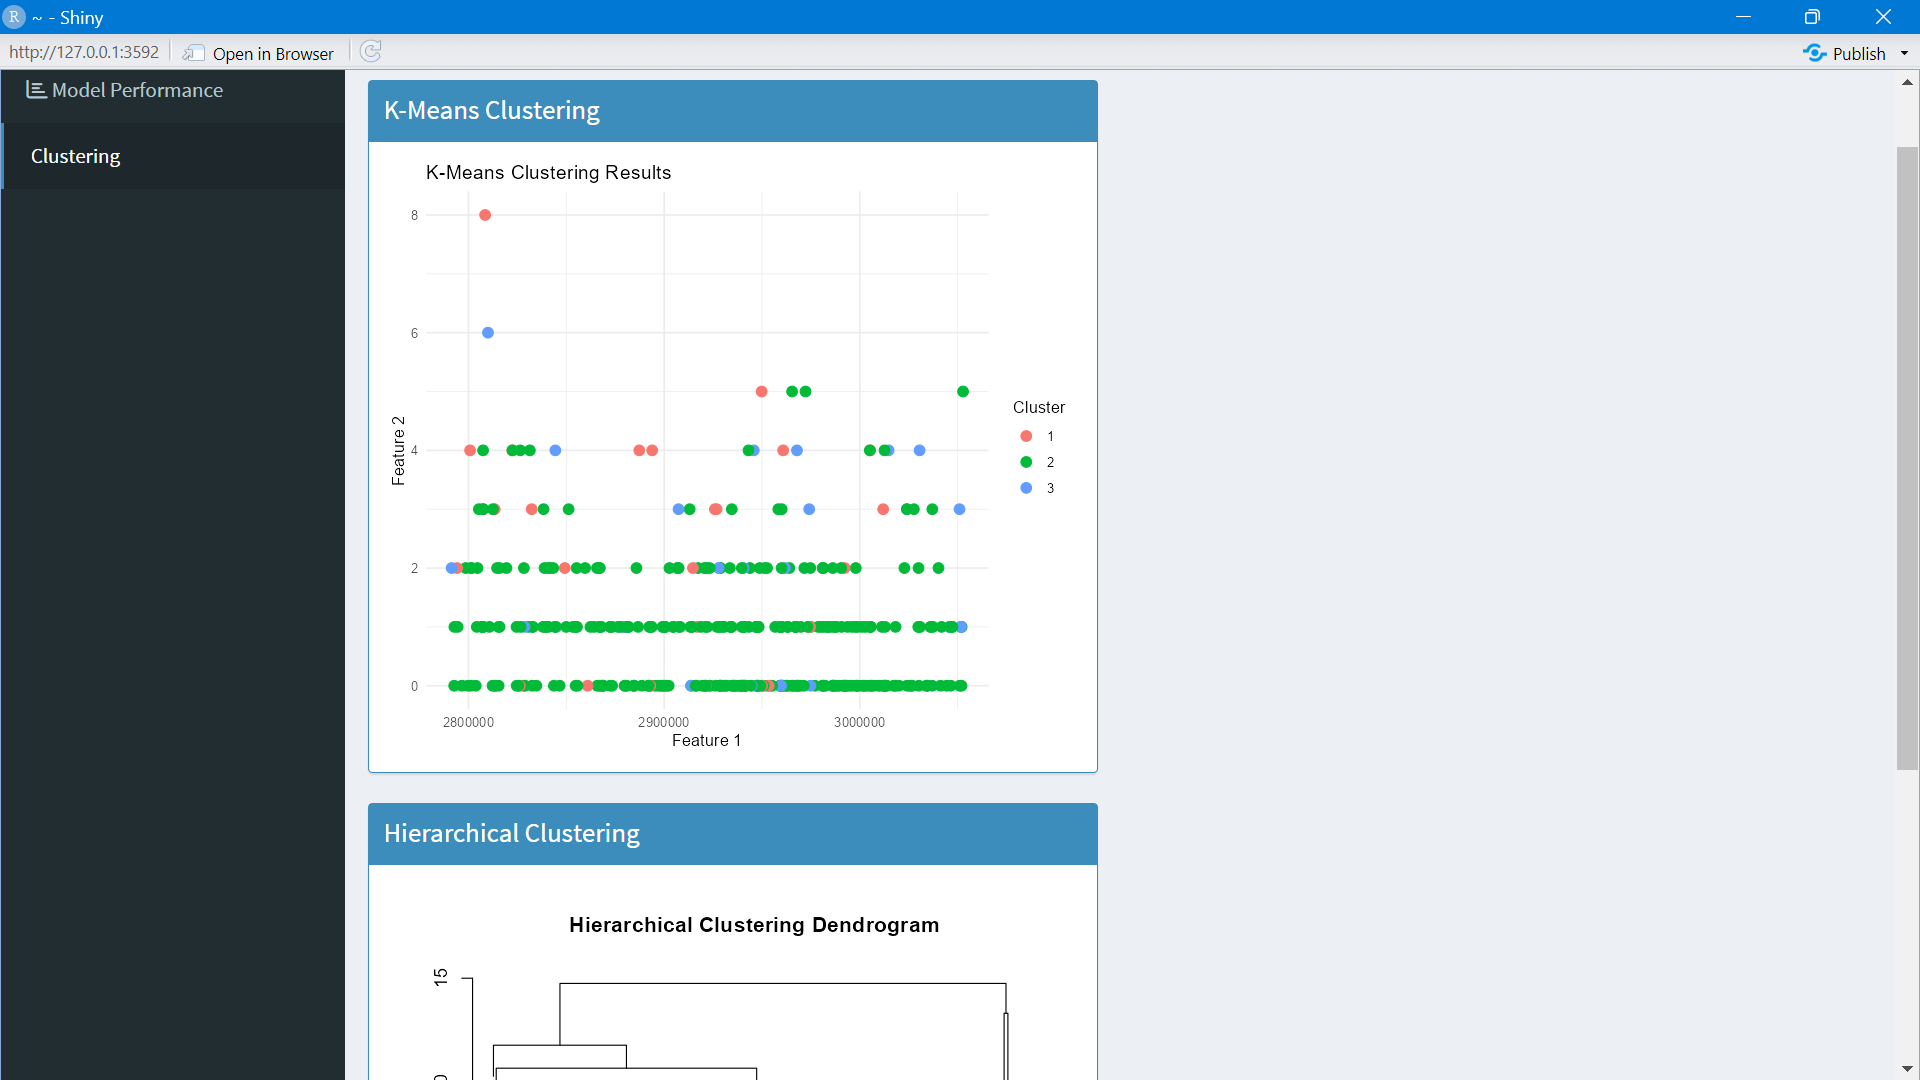 R ~ - Shiny
http://127.0.0.1:3592 Open in Browser Publish
Model Performance
Clustering
K-Means Clustering
K-Means Clustering Results
8
6
4
2
0
Feature 2
2800000 2900000 3000000
Feature 1
Cluster
1
2
3
Hierarchical Clustering
Hierarchical Clustering Dendrogram
15